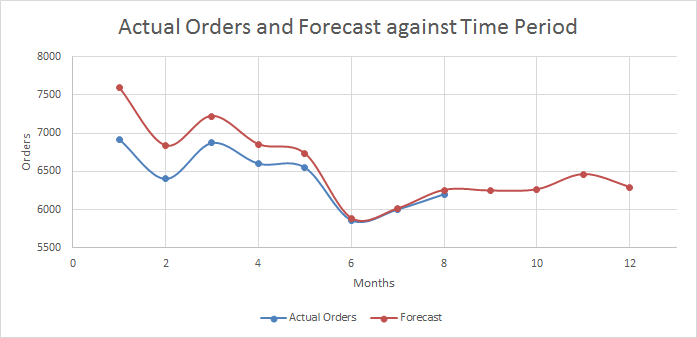 Actual Orders and Forecast against Time Period
8000
7500
7000
6500
6000
5500
Orders
0 2 4 6 8 10 12
Months
Actual Orders Forecast